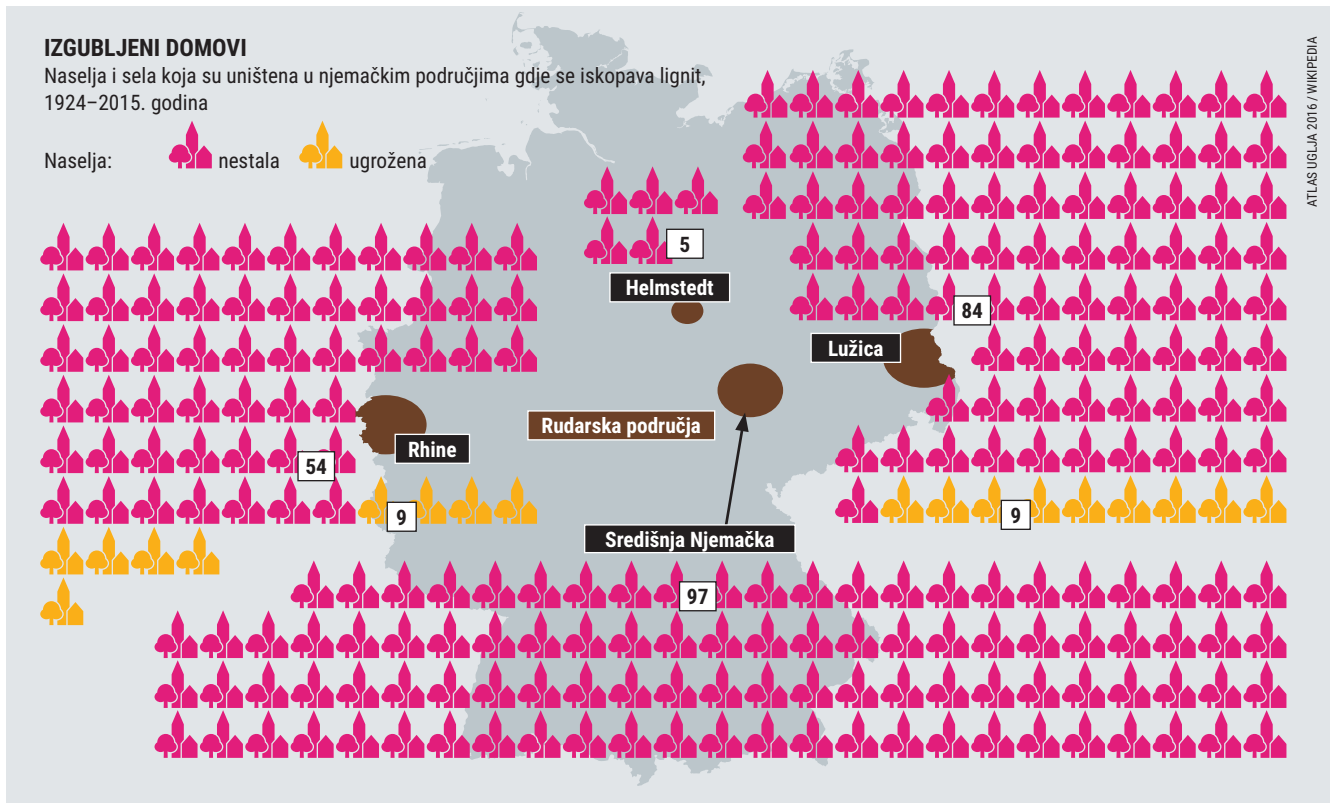 IZGUBLJENI DOMOVI
Naselja i sela koja su uništena u njemačkim područjima gdje se iskopava lignit,
1924–2015. godina
Naselja:
nestala
ugrožena
ATLAS UGLJA 2016 / WIKIPEDIA
5
Helmstedt
84
Lužica
Rudarska područja
Rhine
54
9
9
Središnja Njemačka
97